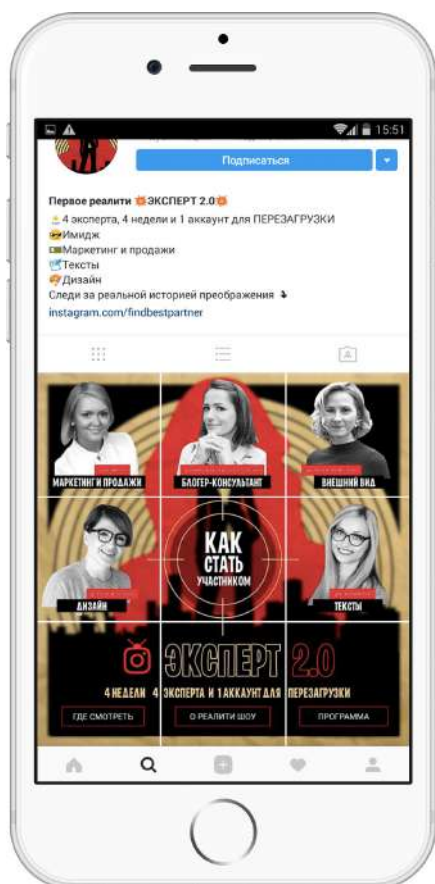 15:51
Подписаться
Первое реалити 💥ЭКСПЕРТ 2.0💥
4 эксперта, 4 недели и 1 аккаунт для ПЕРЕЗАГРУЗКИ
Имидж
Маркетинг и продажи
Тексты
Дизайн
Следи за реальной историей преображения
instagram.com/findbestpartner
МАРКЕТИНГ И ПРОДАЖИ
БЛОГЕР-КОНСУЛЬТАНТ
ВНЕШНИЙ ВИД
ДИЗАЙН
КАК
СТАТЬ
УЧАСТНИКОМ
ТЕКСТЫ
ЭКСПЕРТ 2.0
4 НЕДЕЛИ 4 ЭКСПЕРТА И 1 АККАУНТ ДЛЯ ПЕРЕЗАГРУЗКИ
ГДЕ СМОТРЕТЬ
О РЕАЛИТИ ШОУ
ПРОГРАММА